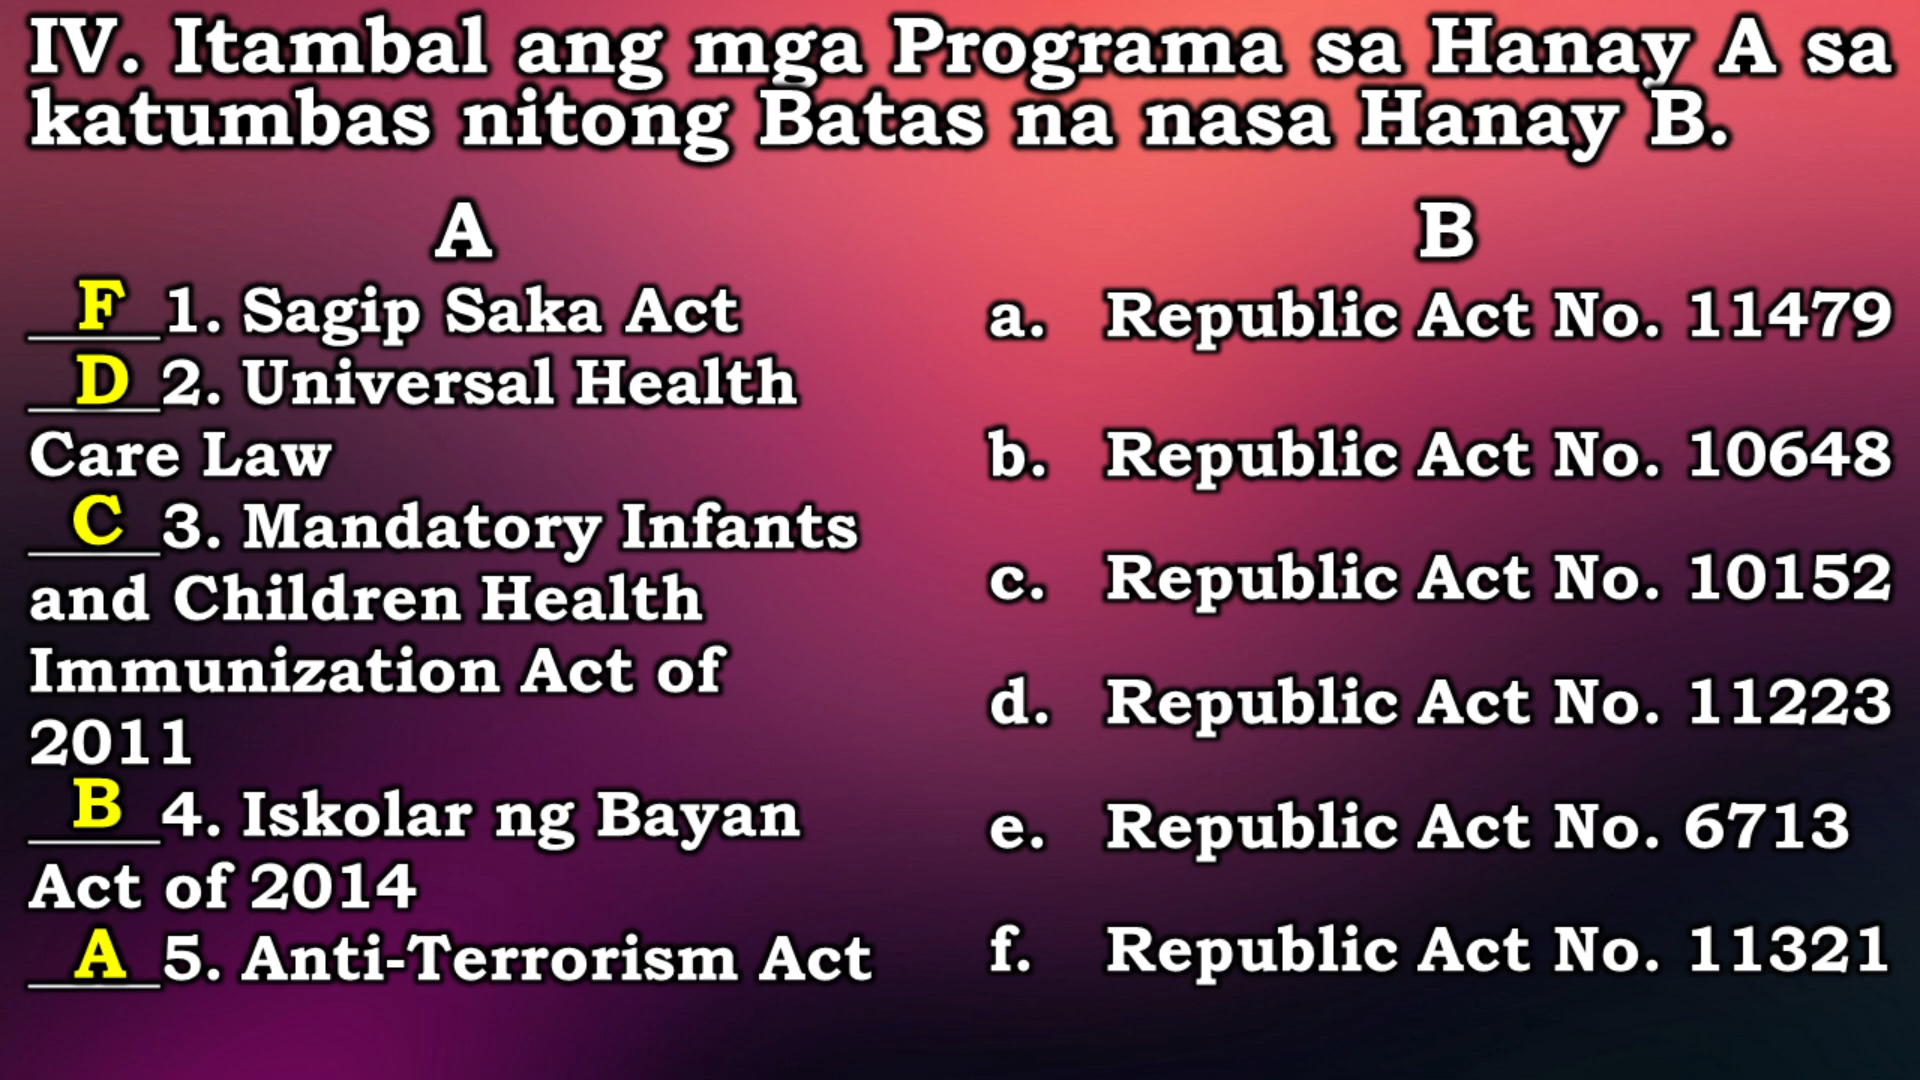 IV. Itambal ang mga Programa sa Hanay A sa
katumbas nitong Batas na nasa Hanay B.
A
F 1. Sagip Saka Act
D 2. Universal Health
Care Law
C 3. Mandatory Infants
and Children Health
Immunization Act of
2011
B 4. Iskolar ng Bayan
Act of 2014
A 5. Anti-Terrorism Act
B
a. Republic Act No. 11479
b. Republic Act No. 10648
c. Republic Act No. 10152
d. Republic Act No. 11223
e. Republic Act No. 6713
f. Republic Act No. 11321